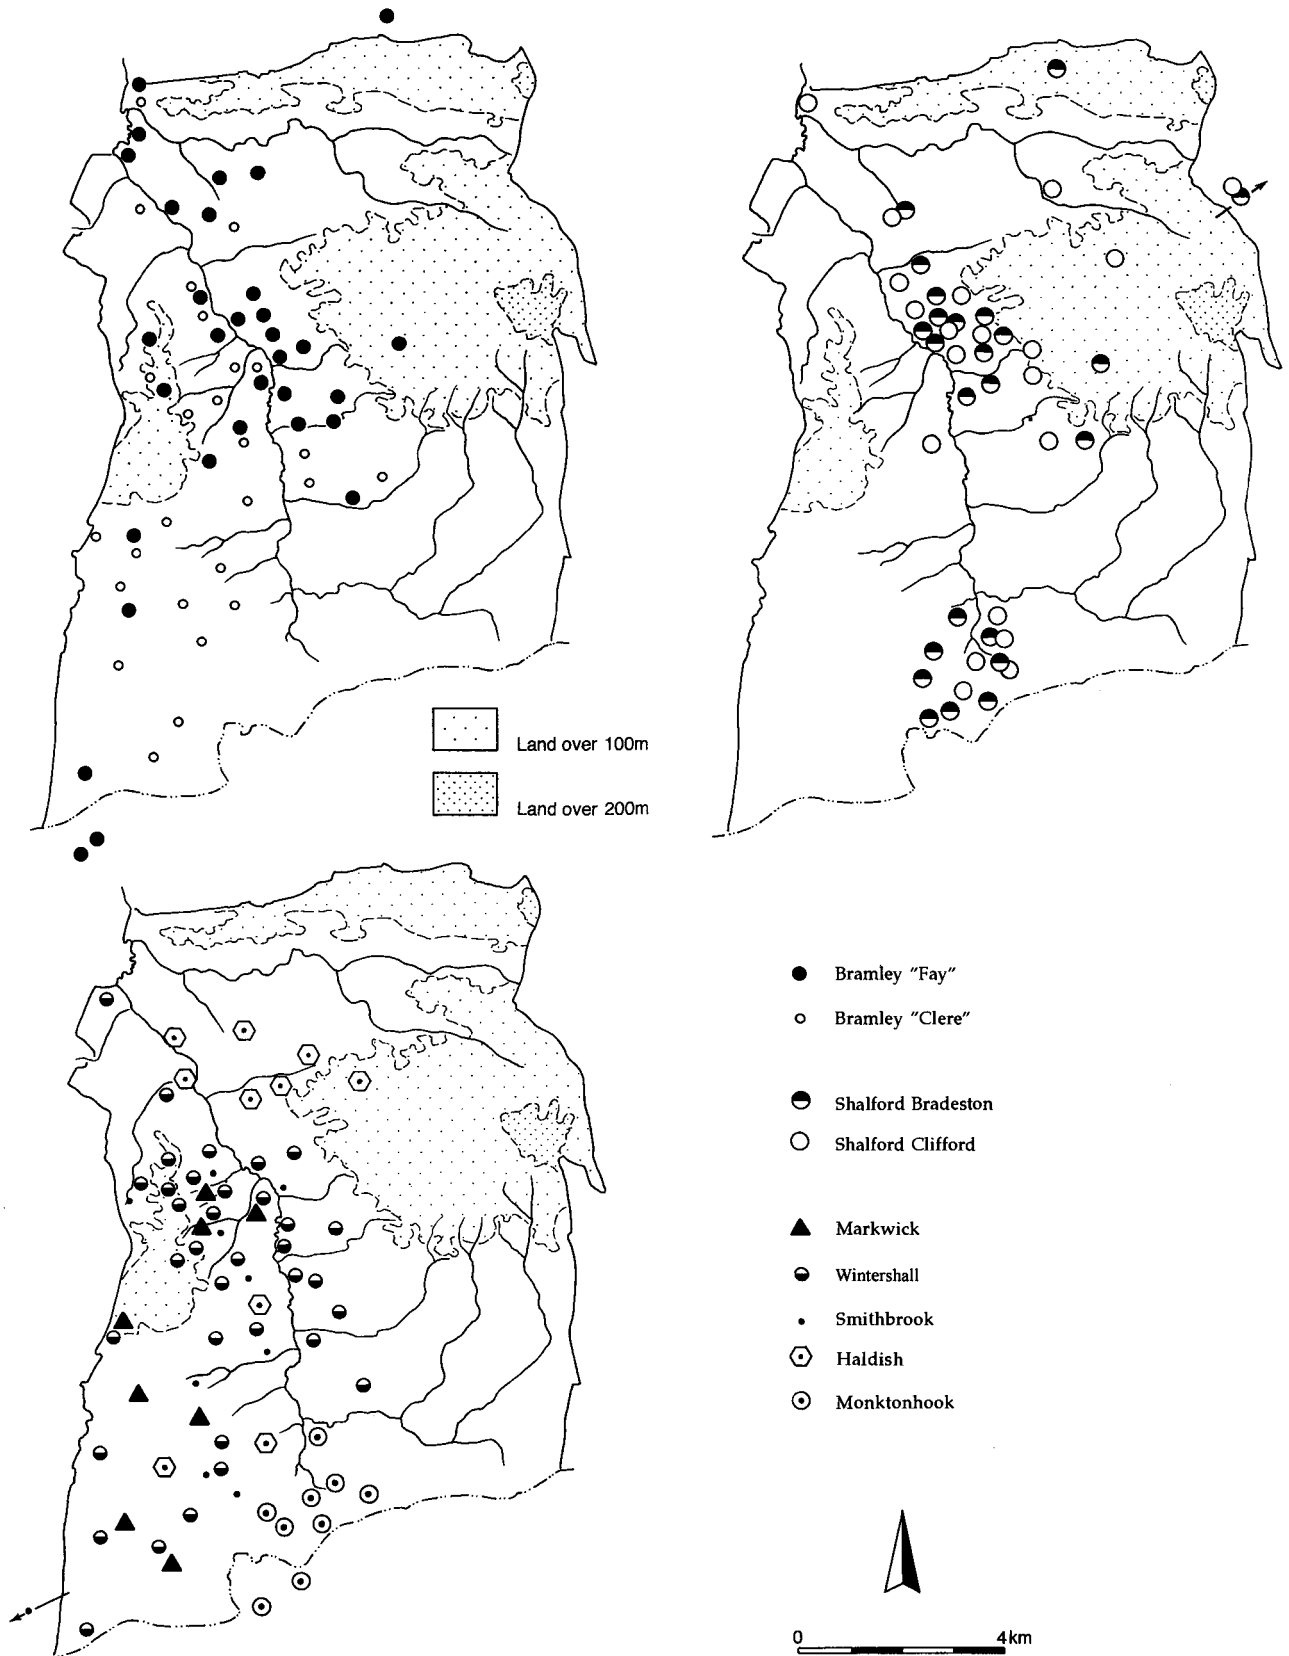 Land over 100m
Land over 200m
Bramley "Fay"
Bramley "Clere"
Shalford Bradeston
Shalford Clifford
Markwick
Wintershall
Smithbrook
Haldish
Monktonhook
0 4km